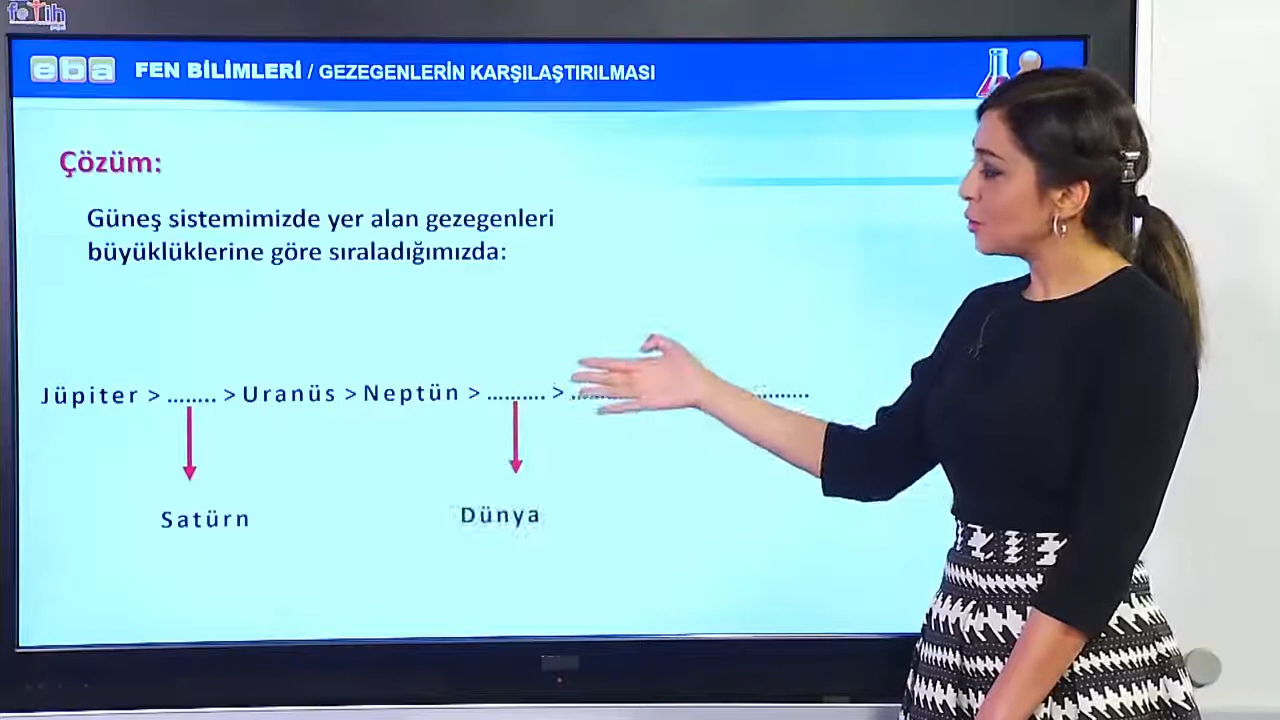 fatih
eba FEN BİLİMLERİ / GEZEGENLERİN KARŞILAŞTIRILMASI
Çözüm:
Güneş sistemimizde yer alan gezegenleri
büyüklüklerine göre sıraladığımızda:
Jüpiter > ........ > Uranüs > Neptün > .......... >
Satürn
Dünya